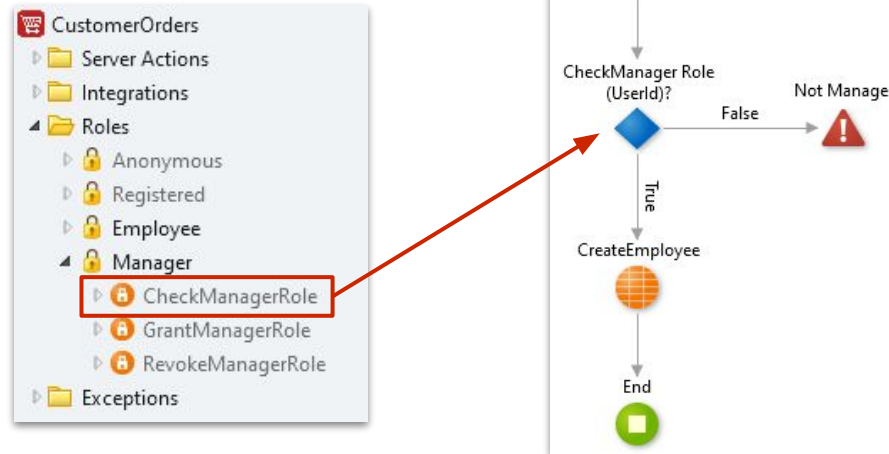 CustomerOrders
Server Actions
Integrations
Roles
Anonymous
Registered
Employee
Manager
CheckManagerRole
GrantManagerRole
RevokeManagerRole
Exceptions
CheckManager Role
(UserId)?
False
Not Manage
True
CreateEmployee
End